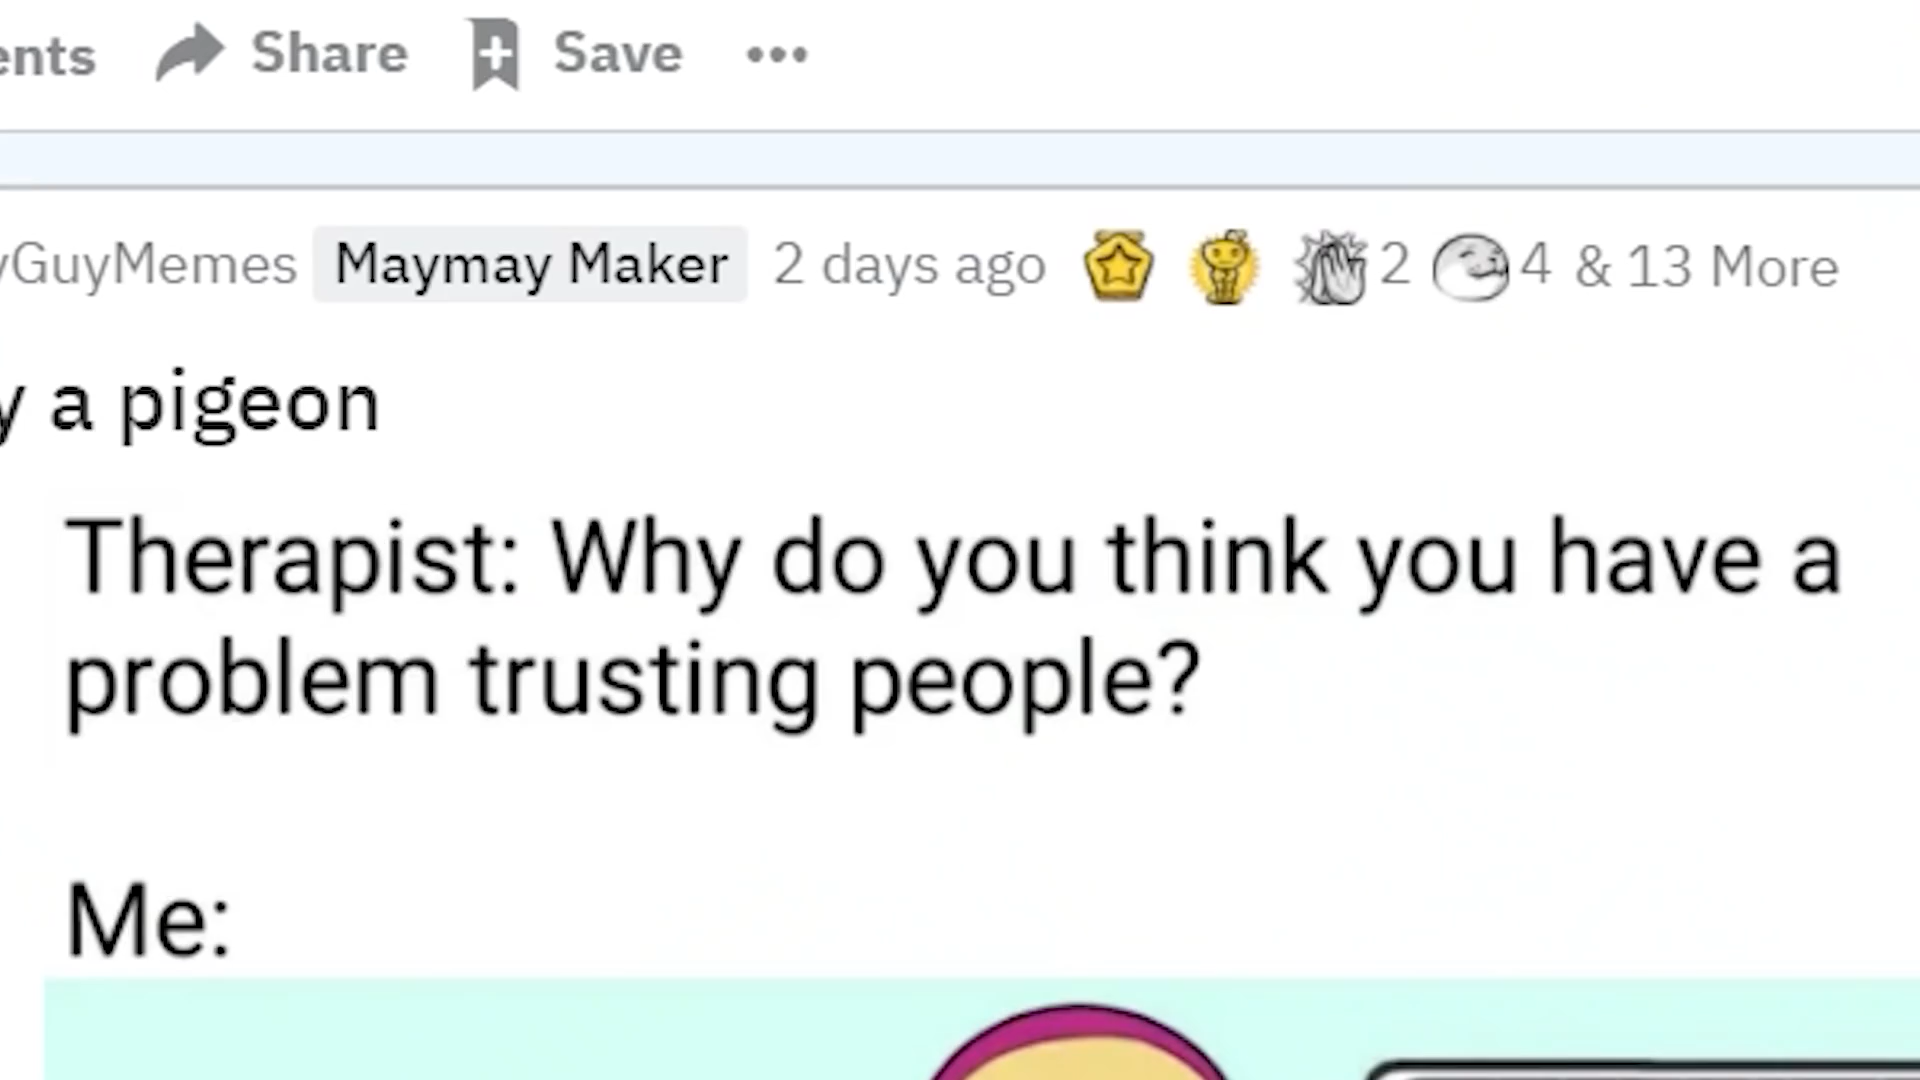 ents Share Save
yGuyMemes Maymay Maker 2 days ago 2 4 & 13 More
y a pigeon
Therapist: Why do you think you have a
problem trusting people?
Me: